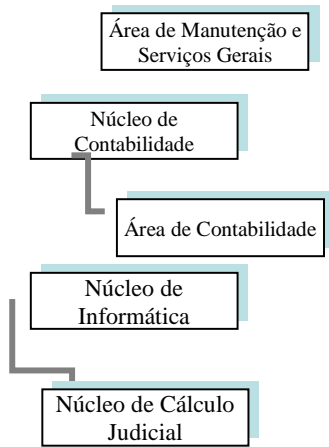 Área de Manutenção e
Serviços Gerais
Núcleo de
Contabilidade
Área de Contabilidade
Núcleo de
Informática
Núcleo de Cálculo
Judicial